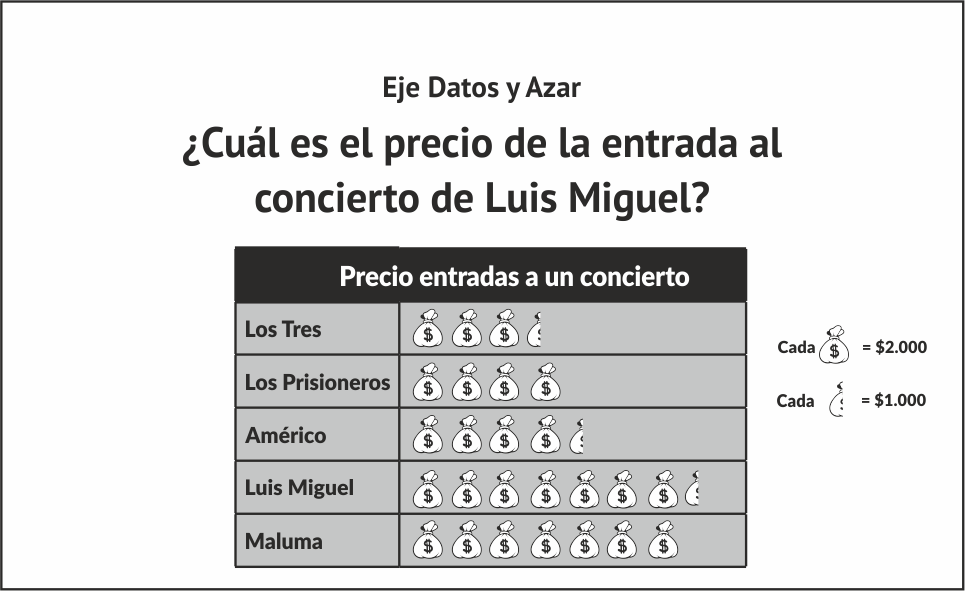 Eje Datos y Azar
¿Cuál es el precio de la entrada al
concierto de Luis Miguel?
Precio entradas a un concierto
Los Tres
Los Prisioneros
Américo
Luis Miguel
Maluma
Cada $ = $2.000
Cada = $1.000